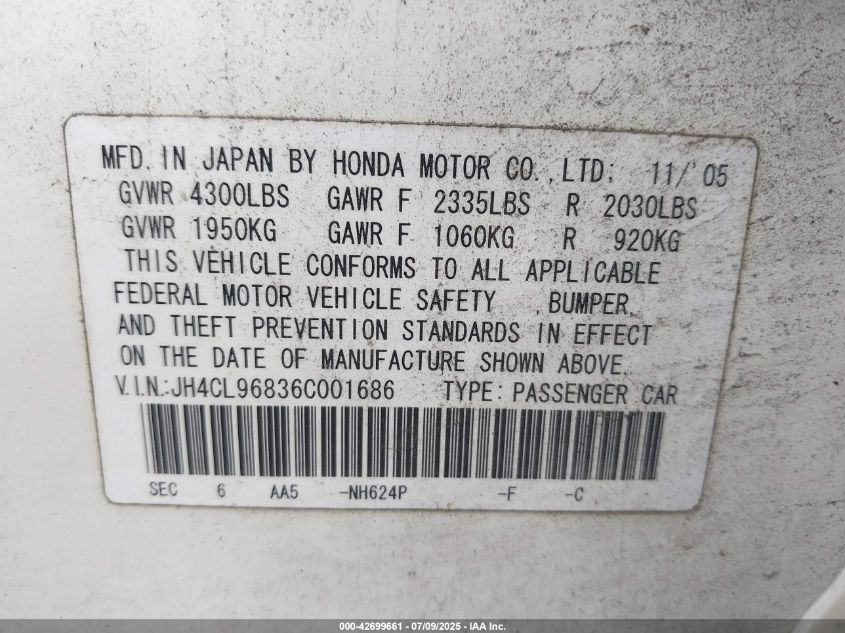 MFD. IN JAPAN BY HONDA MOTOR CO., LTD. 11/'05
GVWR 4300LBS GAWR F 2335LBS R 2030LBS
GVWR 1950KG GAWR F 1060KG R 920KG
THIS VEHICLE CONFORMS TO ALL APPLICABLE
FEDERAL MOTOR VEHICLE SAFETY , BUMPER,
AND THEFT PREVENTION STANDARDS IN EFFECT
ON THE DATE OF MANUFACTURE SHOWN ABOVE.
V.I.N.:JH4CL96836C001686 TYPE: PASSENGER CAR
SEC 6 AA5 -NH624P -F -C
000-42699661 / 07/09/2025 - IAA Inc.